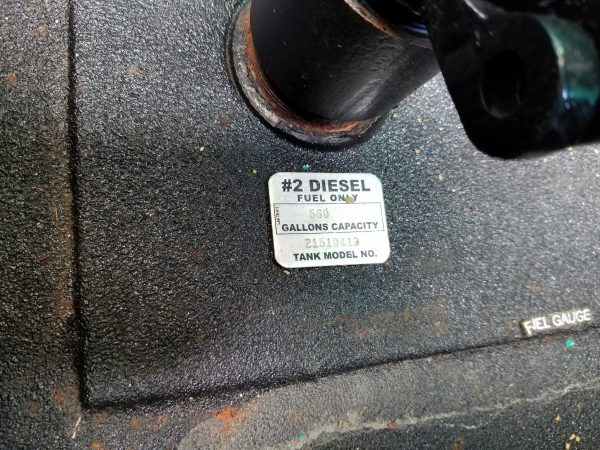 #2 DIESEL
FUEL ONLY
560
GALLONS CAPACITY
21510413
TANK MODEL NO.
FUEL GAUGE